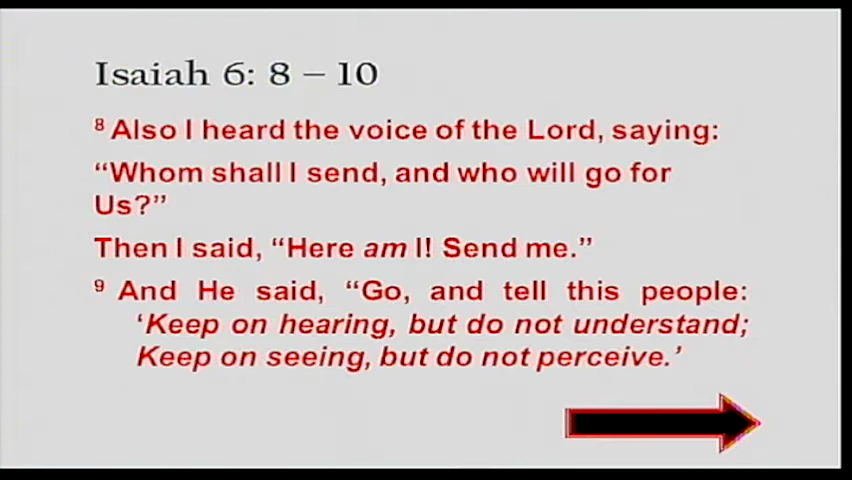 Isaiah 6: 8 – 10
⁸ Also I heard the voice of the Lord, saying:
“Whom shall I send, and who will go for
Us?”
Then I said, “Here am I! Send me.”
⁹ And He said, “Go, and tell this people:
‘Keep on hearing, but do not understand;
Keep on seeing, but do not perceive.’